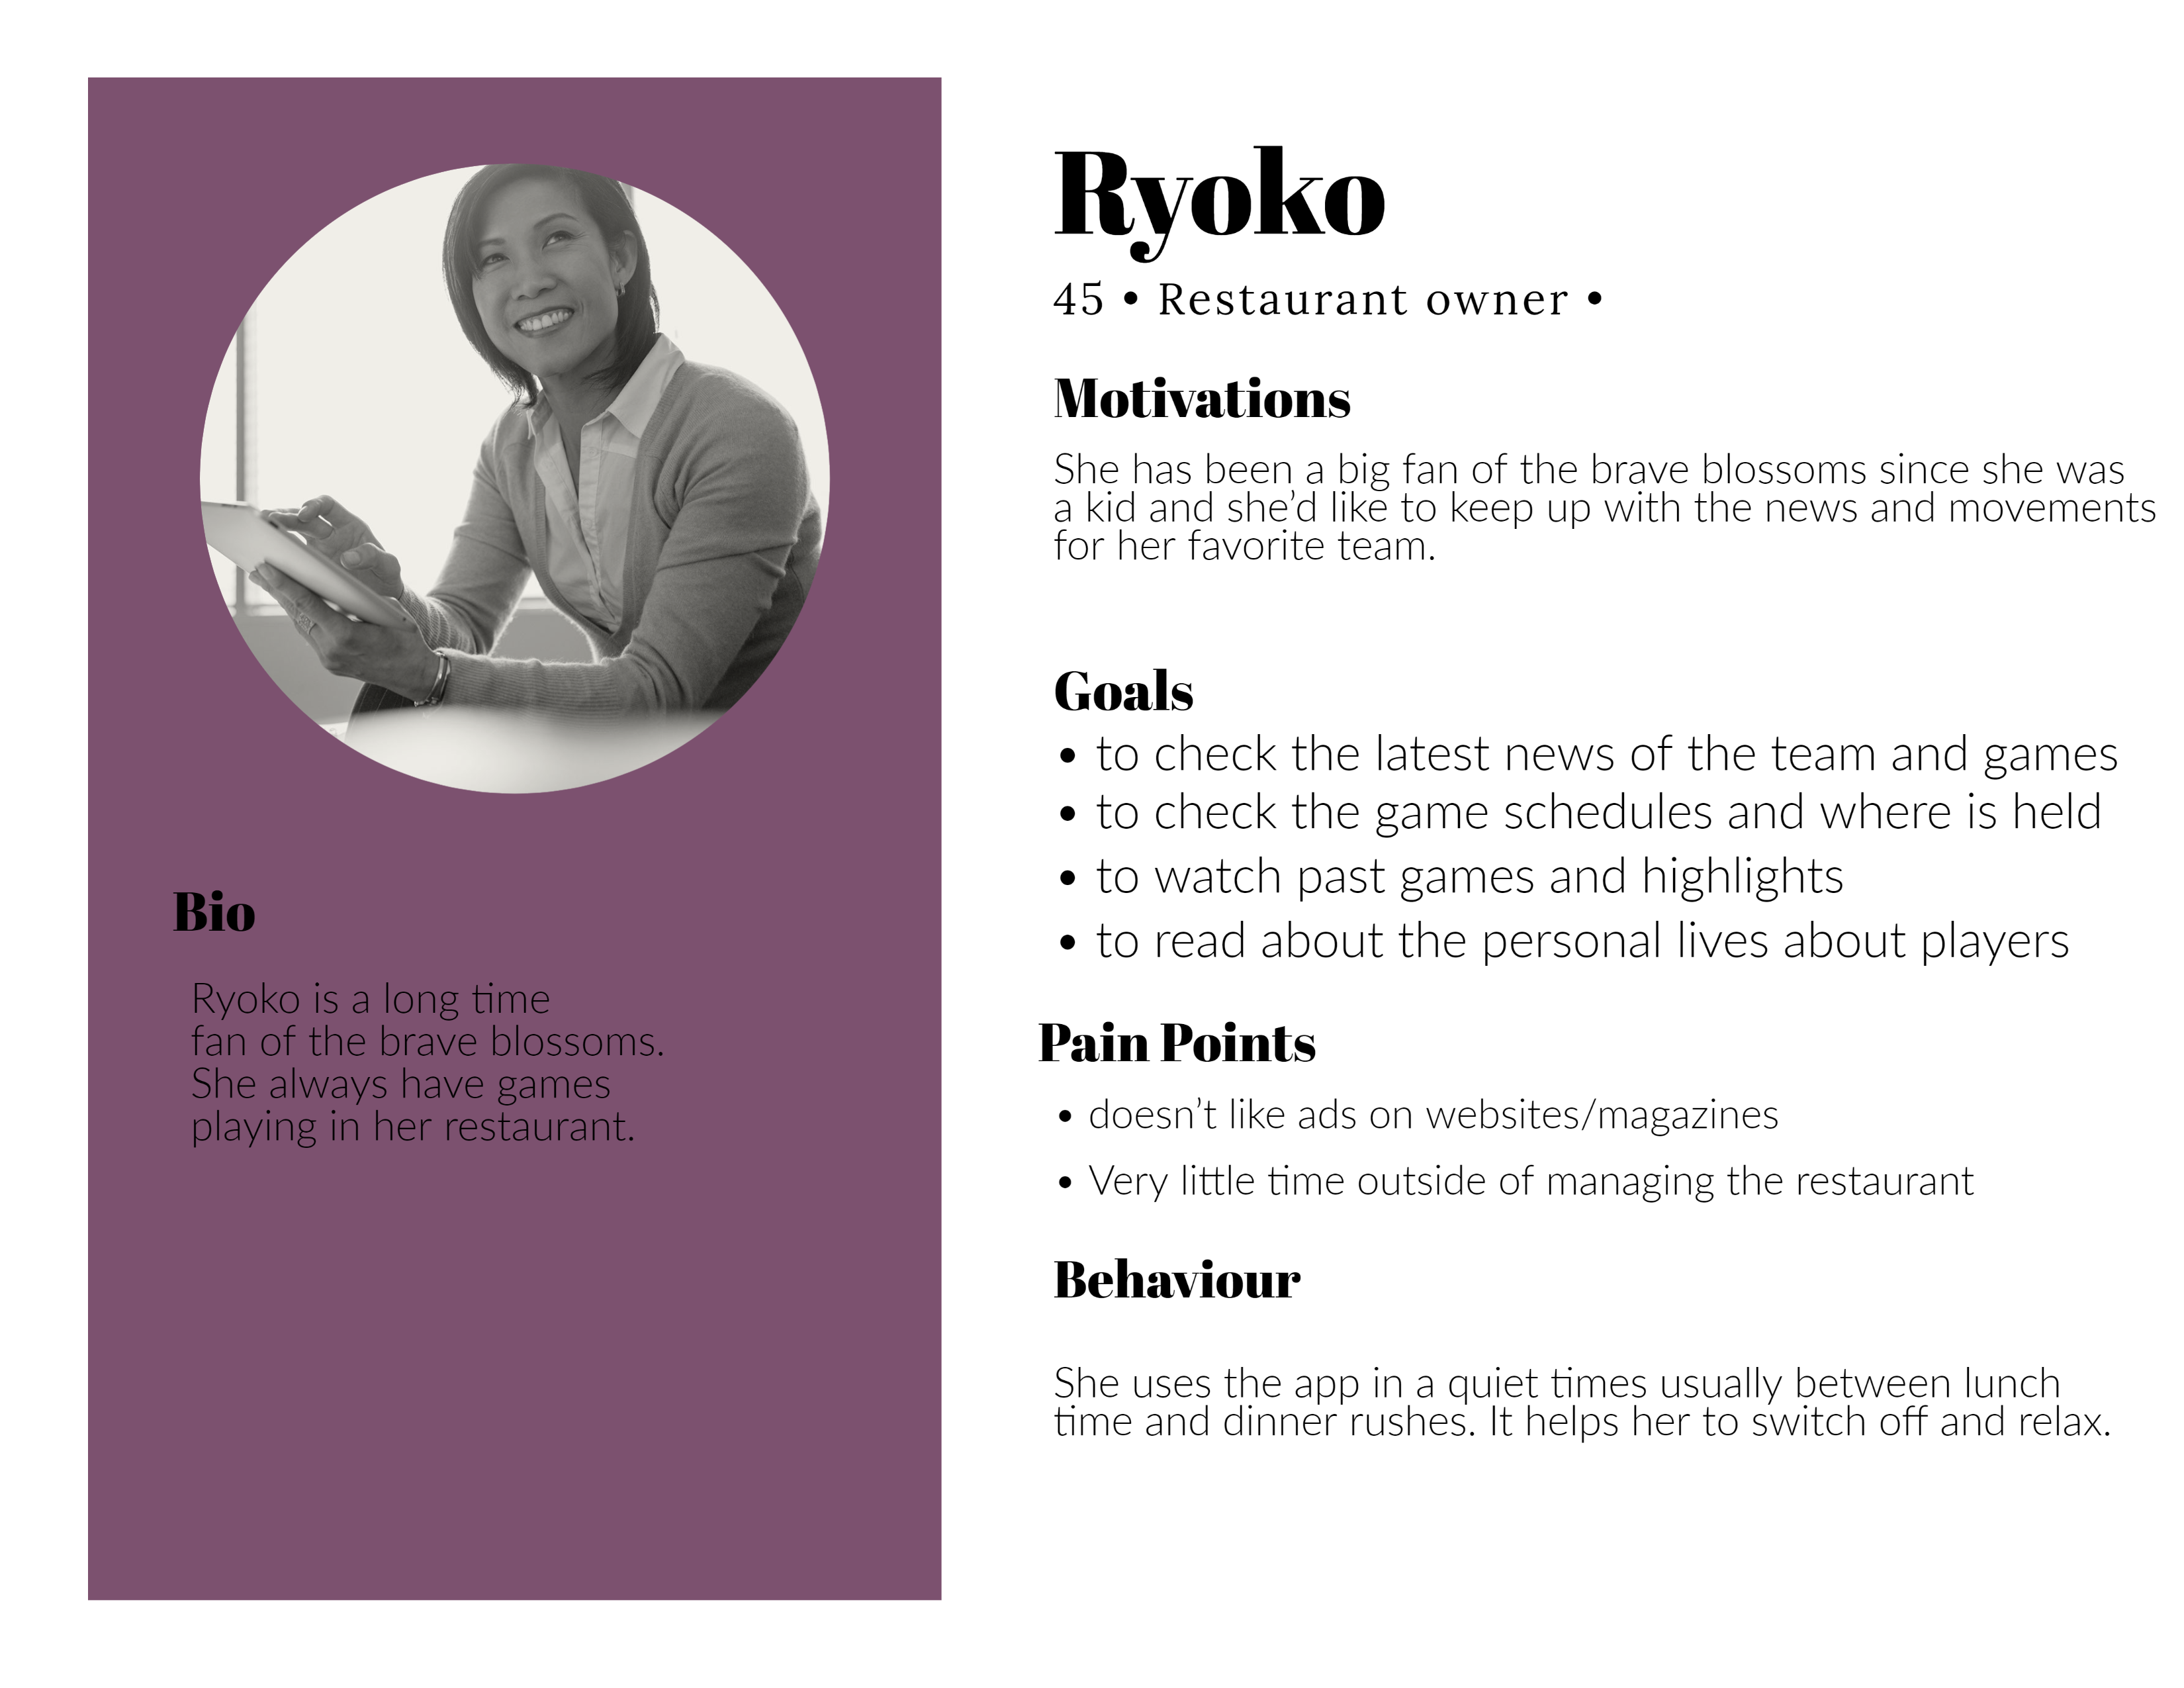 Ryoko
45 • Restaurant owner •
Motivations
She has been a big fan of the brave blossoms since she was
a kid and she’d like to keep up with the news and movements
for her favorite team.
Goals
• to check the latest news of the team and games
• to check the game schedules and where is held
• to watch past games and highlights
• to read about the personal lives about players
Pain Points
• doesn’t like ads on websites/magazines
• Very little time outside of managing the restaurant
Behaviour
She uses the app in a quiet times usually between lunch
time and dinner rushes. It helps her to switch off and relax.
Bio
Ryoko is a long time
fan of the brave blossoms.
She always have games
playing in her restaurant.